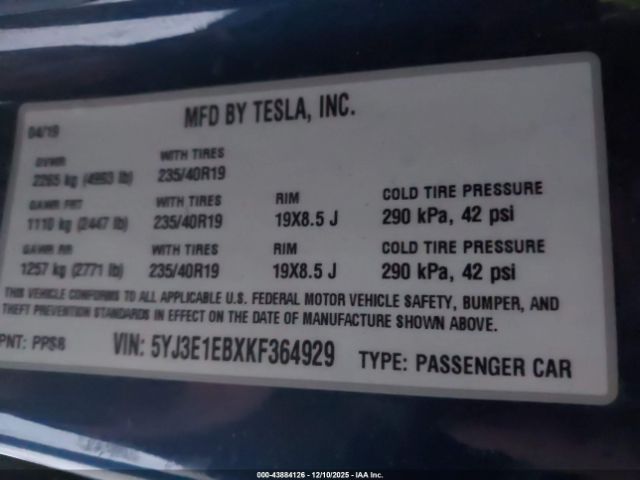 MFD BY TESLA, INC.
04/19
GVWR WITH TIRES
2265 kg (4993 lb) 235/40R19
GAWR FRT WITH TIRES RIM COLD TIRE PRESSURE
1110 kg (2447 lb) 235/40R19 19X8.5 J 290 kPa, 42 psi
GAWR RR WITH TIRES RIM COLD TIRE PRESSURE
1257 kg (2771 lb) 235/40R19 19X8.5 J 290 kPa, 42 psi
THIS VEHICLE CONFORMS TO ALL APPLICABLE U.S. FEDERAL MOTOR VEHICLE SAFETY, BUMPER, AND
THEFT PREVENTION STANDARDS IN EFFECT ON THE DATE OF MANUFACTURE SHOWN ABOVE.
PNT: PPSB VIN: 5YJ3E1EBXKF364929 TYPE: PASSENGER CAR
000-43884126 - 12/10/2025 - IAA Inc.